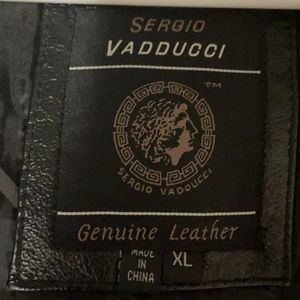 SERGIO
VADDUCCI
TM
SERGIO VADDUCCI
Genuine Leather
MADE
IN
CHINA
XL